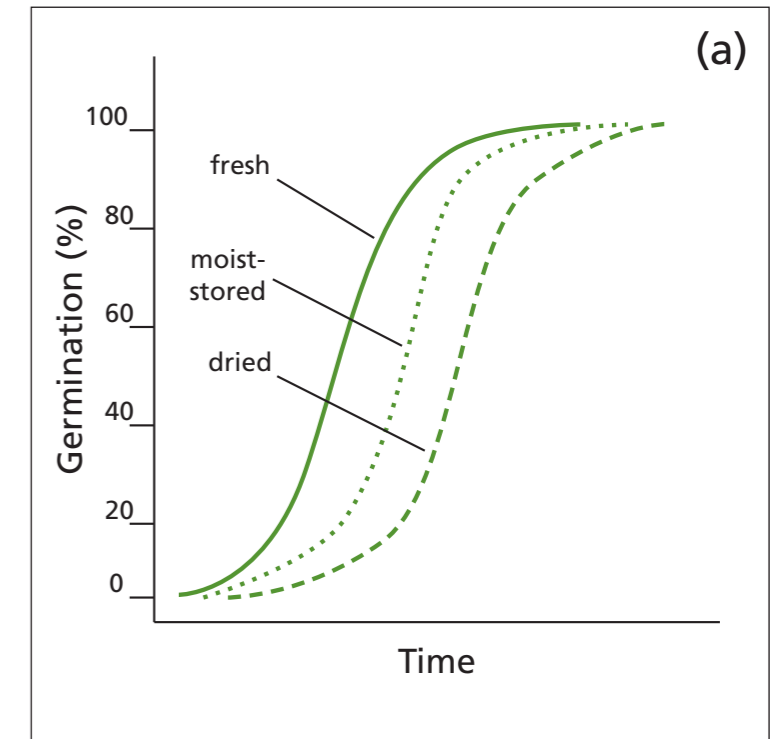 (a)
Germination (%)
100
80
60
40
20
0
fresh
moist-
stored
dried
Time